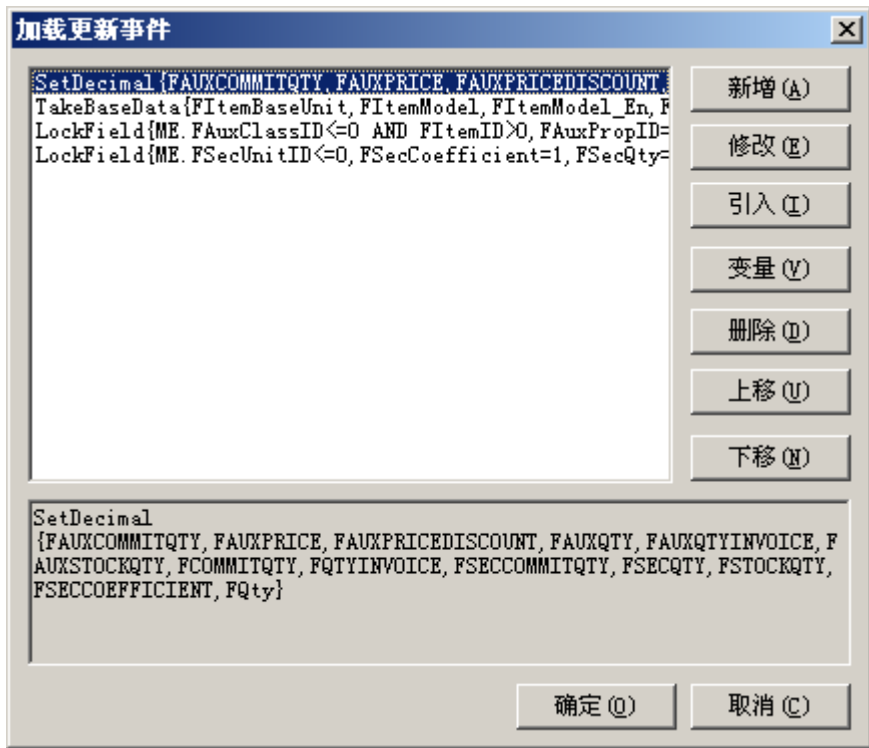 加载更新事件
SetDecimal{FAUXCOMMITQTY,FAUXPRICE,FAUXPRICEDISCOUNT,
TakeBaseData{FItemBaseUnit,FItemModel,FItemModel_En,F
LockField{ME.FAuxClassID<=0 AND FItemID>0,FAuxPropID=
LockField{ME.FSecUnitID<=0,FSecCoefficient=1,FSecQty=
新增(A)
修改(E)
引入(I)
变量(V)
删除(D)
上移(U)
下移(N)
SetDecimal
{FAUXCOMMITQTY,FAUXPRICE,FAUXPRICEDISCOUNT,FAUXQTY,FAUXQTYINVOICE,F
AUXSTOCKQTY,FCOMMITQTY,FQTYINVOICE,FSECCOMMITQTY,FSECQTY,FSTOCKQTY,
FSECCOEFFICIENT,FQty}
确定(O)
取消(C)